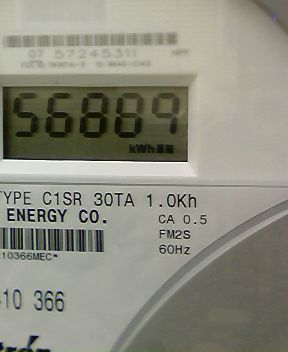 07 57245311
56889
kWh
TYPE C1SR 30TA 1.0Kh
ENERGY CO.
CA 0.5
FM2S
60Hz
10366MEC*
10 366